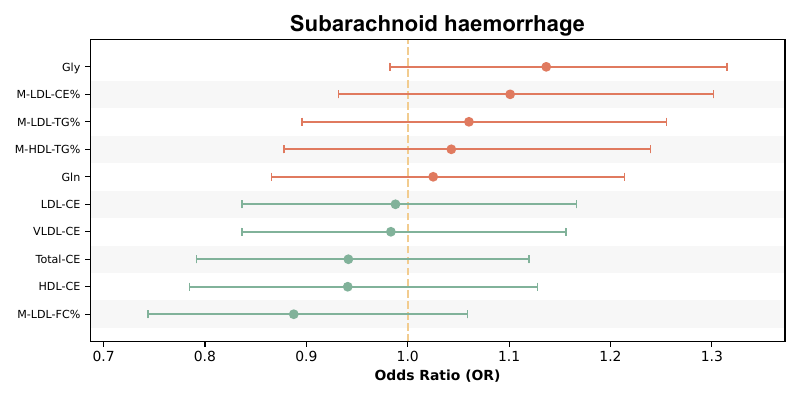 Subarachnoid haemorrhage
Gly
M-LDL-CE%
M-LDL-TG%
M-HDL-TG%
Gln
LDL-CE
VLDL-CE
Total-CE
HDL-CE
M-LDL-FC%
0.7 0.8 0.9 1.0 1.1 1.2 1.3
Odds Ratio (OR)